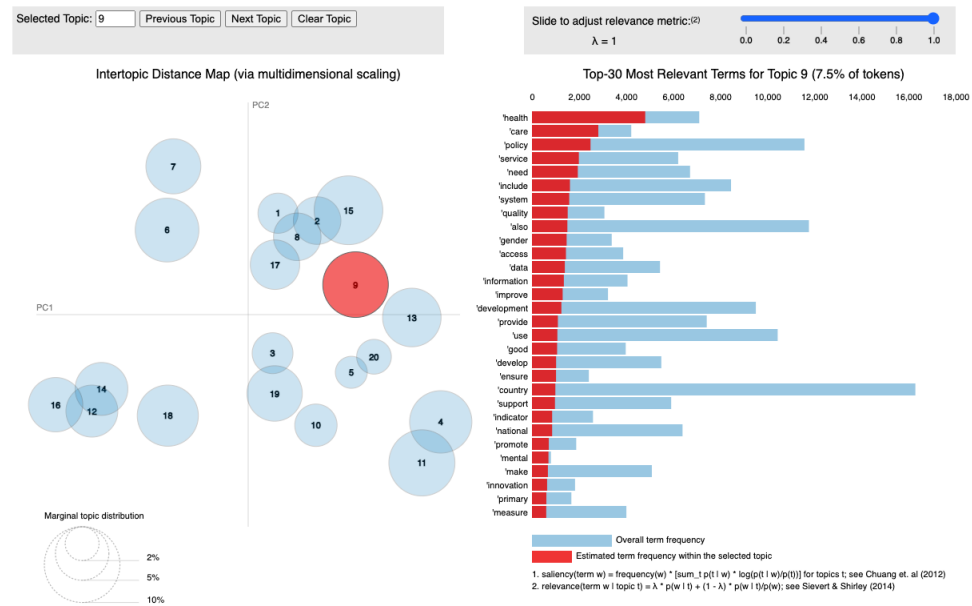 Selected Topic: 9 Previous Topic Next Topic Clear Topic
Slide to adjust relevance metric:(2)
λ = 1
0.0 0.2 0.4 0.6 0.8 1.0
Intertopic Distance Map (via multidimensional scaling)
PC2
PC1
7
6
1
2
15
8
17
9
13
3
20
5
19
10
14
16
12
18
4
11
Marginal topic distribution
2%
5%
10%
Top-30 Most Relevant Terms for Topic 9 (7.5% of tokens)
0 2,000 4,000 6,000 8,000 10,000 12,000 14,000 16,000 18,000
'health
'care
'policy
'service
'need
'include
'system
'quality
'also
'gender
'access
'data
'information
'improve
'development
'provide
'use
'good
'develop
'ensure
'country
'support
'indicator
'national
'promote
'mental
'make
'innovation
'primary
'measure
Overall term frequency
Estimated term frequency within the selected topic
1. saliency(term w) = frequency(w) * [sum_t p(t | w) * log(p(t | w)/p(t))] for topics t; see Chuang et. al (2012)
2. relevance(term w | topic t) = λ * p(w | t) + (1 - λ) * p(w | t)/p(w); see Sievert & Shirley (2014)